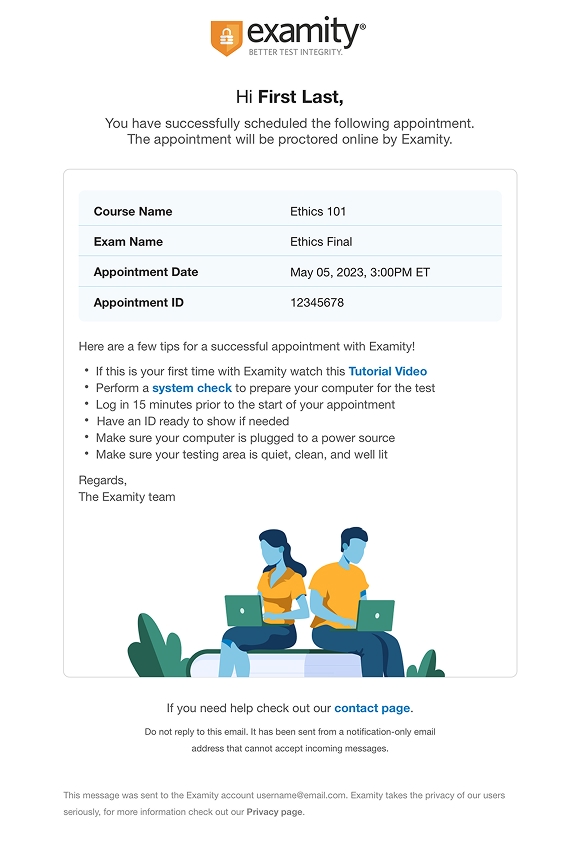 examity®
BETTER TEST INTEGRITY.
Hi First Last,
You have successfully scheduled the following appointment.
The appointment will be proctored online by Examity.
Course Name Ethics 101
Exam Name Ethics Final
Appointment Date May 05, 2023, 3:00PM ET
Appointment ID 12345678
Here are a few tips for a successful appointment with Examity!
• If this is your first time with Examity watch this Tutorial Video
• Perform a system check to prepare your computer for the test
• Log in 15 minutes prior to the start of your appointment
• Have an ID ready to show if needed
• Make sure your computer is plugged to a power source
• Make sure your testing area is quiet, clean, and well lit
Regards,
The Examity team
If you need help check out our contact page.
Do not reply to this email. It has been sent from a notification-only email
address that cannot accept incoming messages.
This message was sent to the Examity account username@email.com. Examity takes the privacy of our users
seriously, for more information check out our Privacy page.